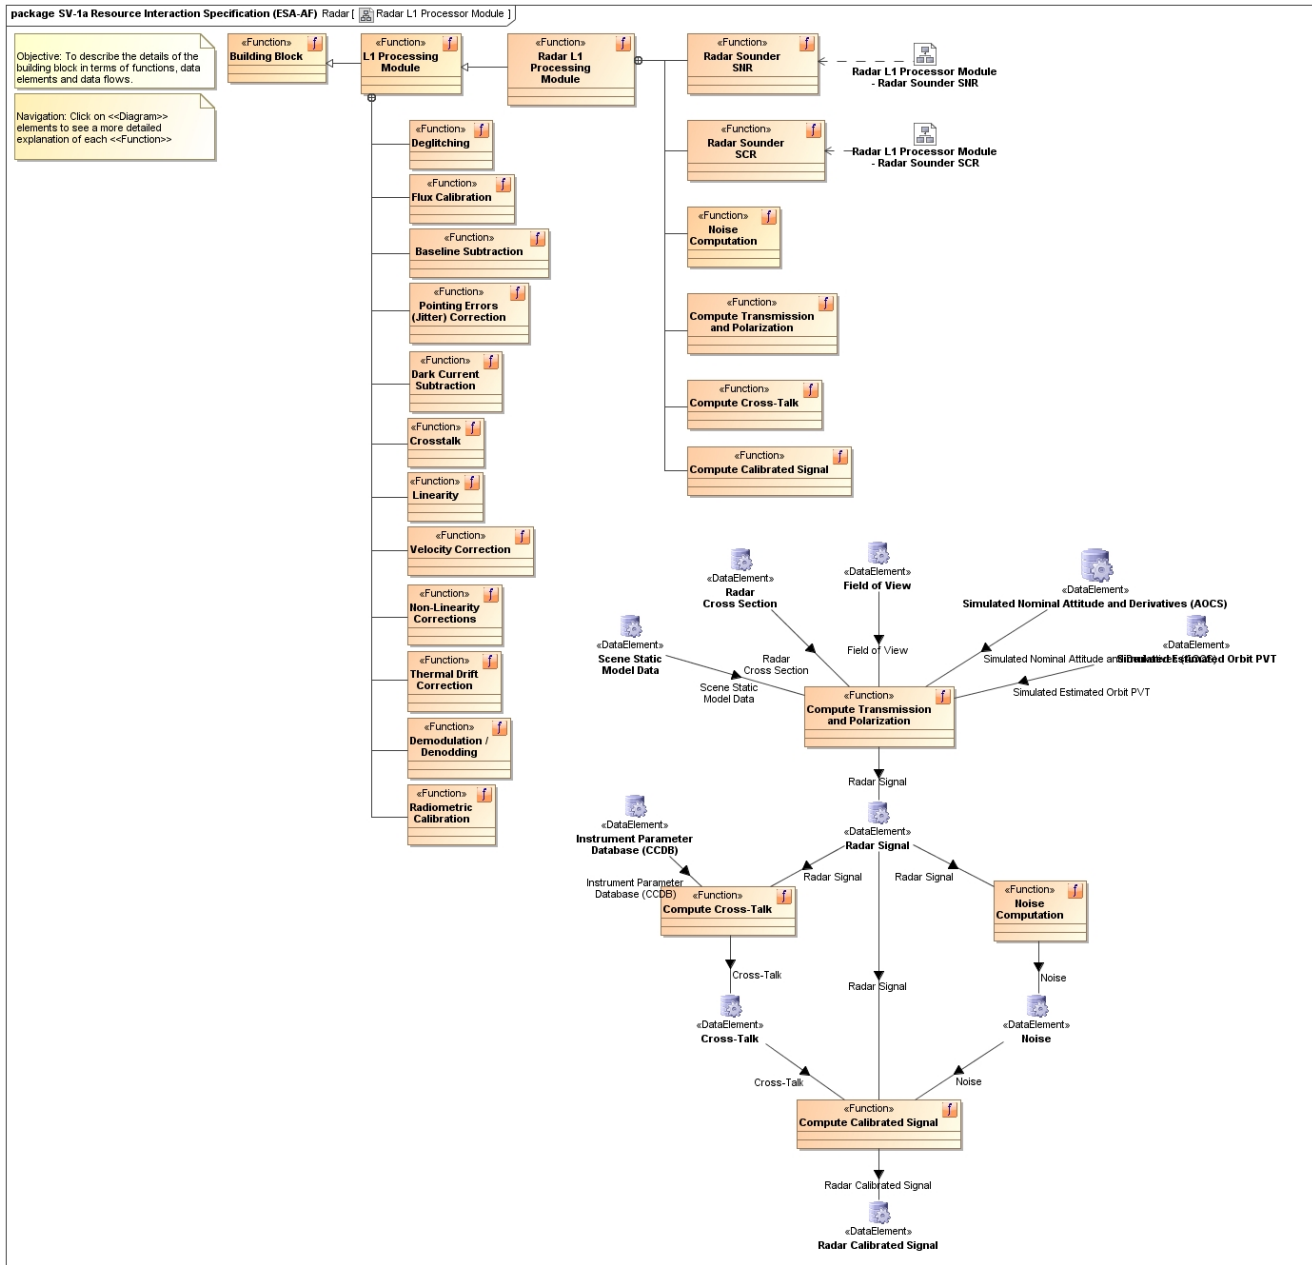 package SV-1a Resource Interaction Specification (ESA-AF) Radar [ Radar L1 Processor Module ]
Objective: To describe the details of the
building block in terms of functions, data
elements and data flows.
Navigation: Click on <<Diagram>>
elements to see a more detailed
explanation of each <<Function>>
«Function»
Building Block
«Function»
L1 Processing
Module
«Function»
Radar L1
Processing
Module
«Function»
Radar Sounder
SNR
Radar L1 Processor Module
- Radar Sounder SNR
«Function»
Radar Sounder
SCR
Radar L1 Processor Module
- Radar Sounder SCR
«Function»
Noise
Computation
«Function»
Compute Transmission
and Polarization
«Function»
Compute Cross-Talk
«Function»
Compute Calibrated Signal
«Function»
Deglitching
«Function»
Flux Calibration
«Function»
Baseline Subtraction
«Function»
Pointing Errors
(Jitter) Correction
«Function»
Dark Current
Subtraction
«Function»
Crosstalk
«Function»
Linearity
«Function»
Velocity Correction
«Function»
Non-Linearity
Corrections
«Function»
Thermal Drift
Correction
«Function»
Demodulation /
Denodding
«Function»
Radiometric
Calibration
«DataElement»
Radar
Cross Section
«DataElement»
Field of View
«DataElement»
Simulated Nominal Attitude and Derivatives (AOCS)
«DataElement»
Scene Static
Model Data
«DataElement»
Simulated Estimated Orbit PVT
Radar
Cross Section
Field of View
Simulated Nominal Attitude and Derivatives (AOCS)
Scene Static
Model Data
Simulated Estimated Orbit PVT
«Function»
Compute Transmission
and Polarization
Radar Signal
«DataElement»
Radar Signal
«DataElement»
Instrument Parameter
Database (CCDB)
Instrument Parameter
Database (CCDB)
Radar Signal
Radar Signal
«Function»
Compute Cross-Talk
«Function»
Noise
Computation
Cross-Talk
Radar Signal
Noise
«DataElement»
Cross-Talk
«DataElement»
Noise
Cross-Talk
Noise
«Function»
Compute Calibrated Signal
Radar Calibrated Signal
«DataElement»
Radar Calibrated Signal